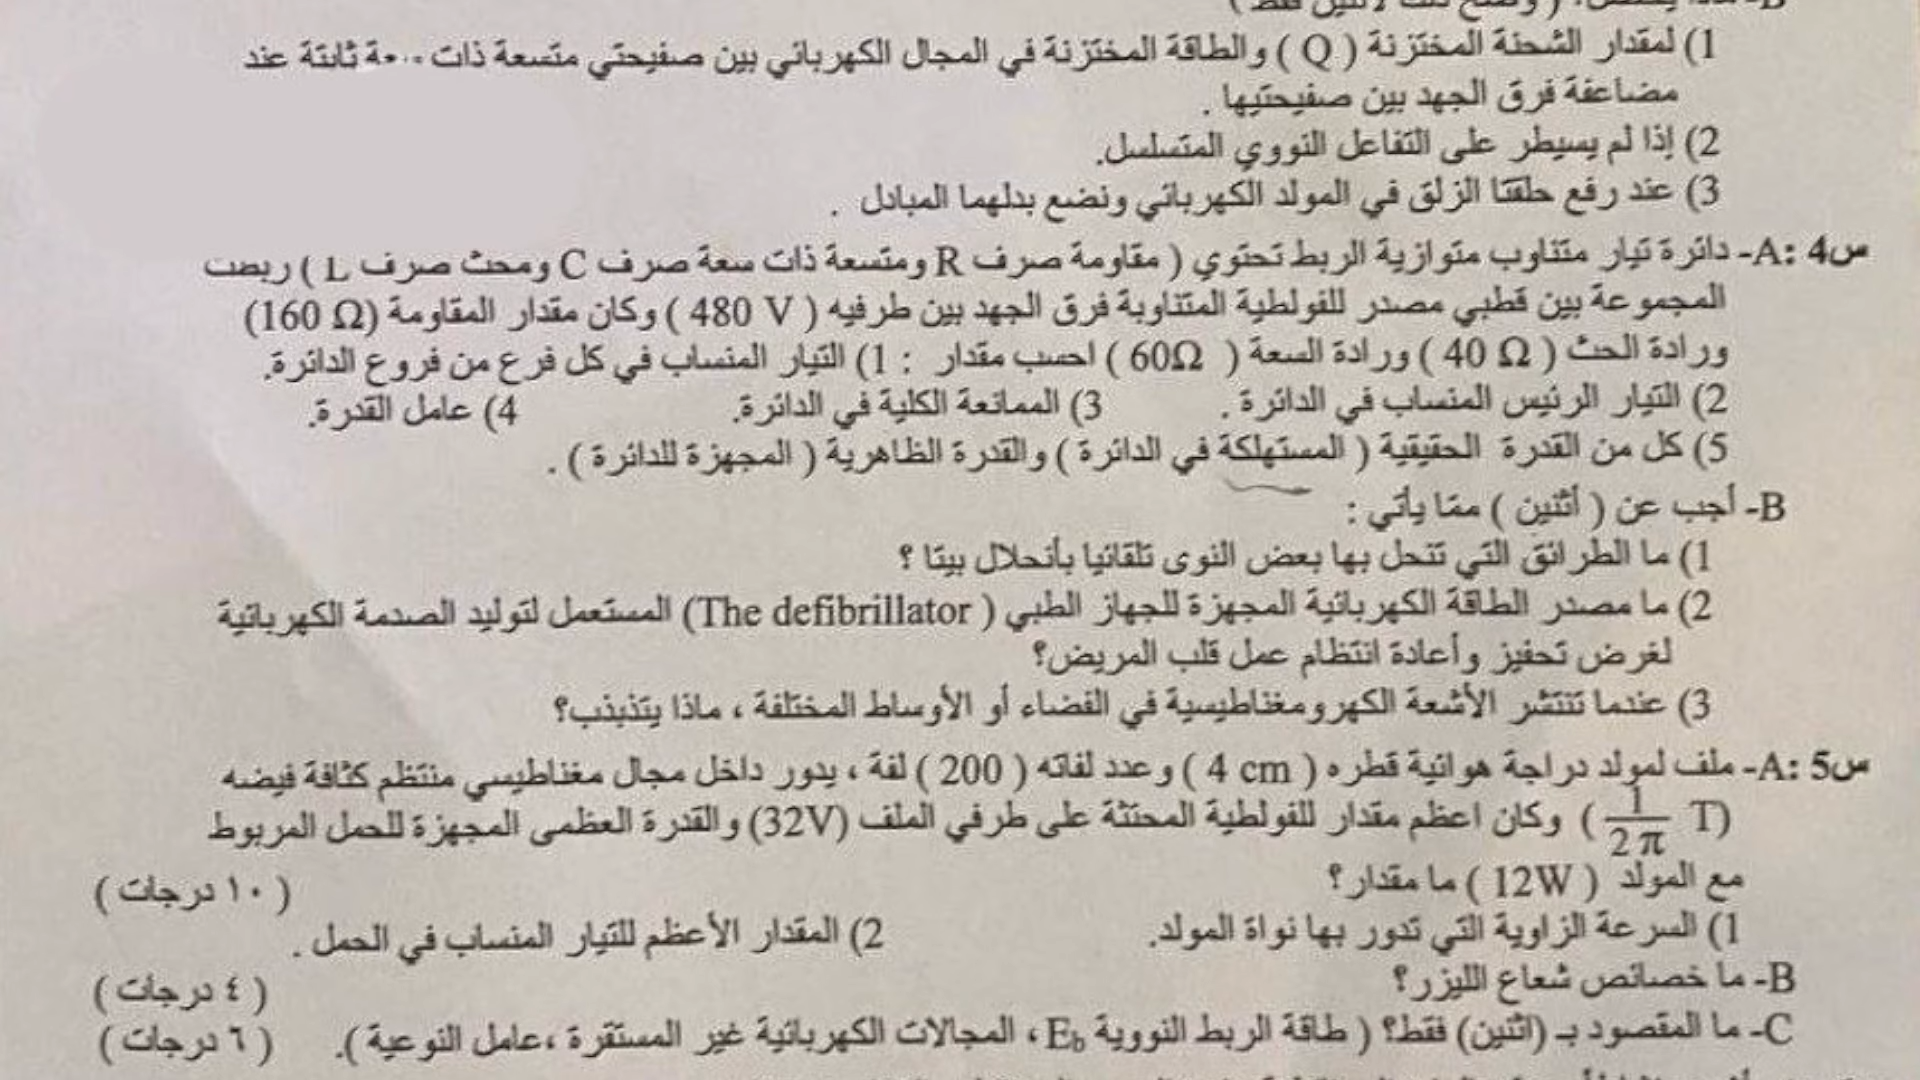 1) لمقدار الشحنة المختزنة ( Q ) والطاقة المختزنة في المجال الكهربائي بين صفيحتي متسعة ذات ثابتة عند
مضاعفة فرق الجهد بين صفيحتيها .
2) إذا لم يسيطر على التفاعل النووي المتسلسل.
3) عند رفع حلقتا الزلق في المولد الكهربائي ونضع بدلهما المبادل .
س4 :A- دائرة تيار متناوب متوازية الربط تحتوي ( مقاومة صرف R ومتسعة ذات سعة صرف C ومحث صرف L ) ربطت
المجموعة بين قطبي مصدر للفولطية المتناوبة فرق الجهد بين طرفيه ( 480 V ) وكان مقدار المقاومة (160 Ω)
ورادة الحث ( 40 Ω ) ورادة السعة ( 60Ω ) احسب مقدار : 1) التيار المنساب في كل فرع من فروع الدائرة.
2) التيار الرئيس المنساب في الدائرة . 3) الممانعة الكلية في الدائرة. 4) عامل القدرة.
5) كل من القدرة الحقيقية ( المستهلكة في الدائرة ) والقدرة الظاهرية ( المجهزة للدائرة ) .
B- أجب عن ( أثنين ) ممّا يأتي :
1) ما الطرائق التي تنحل بها بعض النوى تلقائيا بأنحلال بيتا ؟
2) ما مصدر الطاقة الكهربائية المجهزة للجهاز الطبي ( The defibrillator) المستعمل لتوليد الصدمة الكهربائية
لغرض تحفيز وأعادة انتظام عمل قلب المريض؟
3) عندما تنتشر الأشعة الكهرومغناطيسية في الفضاء أو الأوساط المختلفة ، ماذا يتذبذب؟
س5 :A- ملف لمولد دراجة هوائية قطره ( 4 cm ) وعدد لفاته ( 200 ) لفة ، يدور داخل مجال مغناطيسي منتظم كثافة فيضه
(1/2π T) وكان اعظم مقدار للفولطية المحتثة على طرفي الملف (32V) والقدرة العظمى المجهزة للحمل المربوط
مع المولد ( 12W ) ما مقدار؟ ( ١٠ درجات )
1) السرعة الزاوية التي تدور بها نواة المولد. 2) المقدار الأعظم للتيار المنساب في الحمل .
B- ما خصائص شعاع الليزر؟ ( ٤ درجات )
C- ما المقصود بـ (اثنين) فقط؟ ( طاقة الربط النووية Eb ، المجالات الكهربائية غير المستقرة ،عامل النوعية ). ( ٦ درجات )